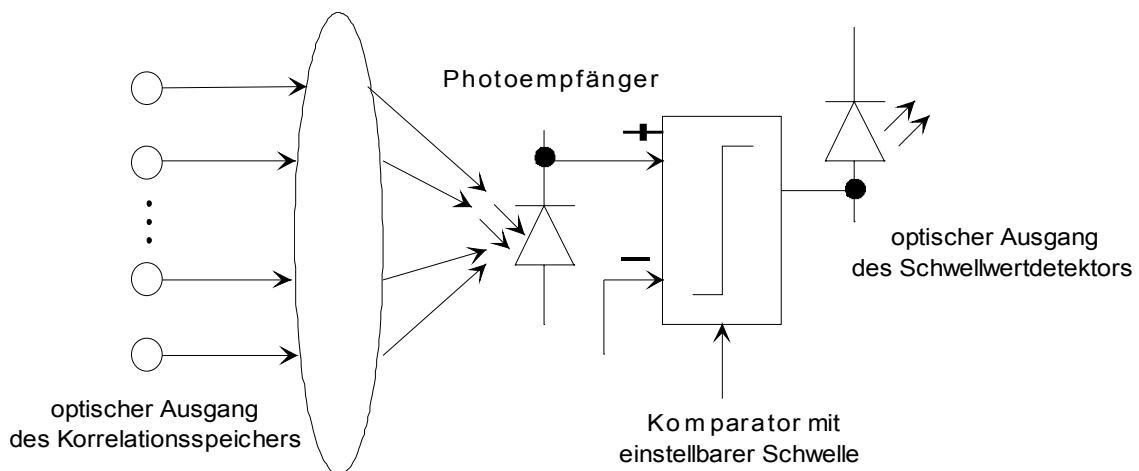 Photoempfänger
optischer Ausgang
des Schwellwertdetektors
optischer Ausgang
des Korrelationsspeichers
Komparator mit
einstellbarer Schwelle